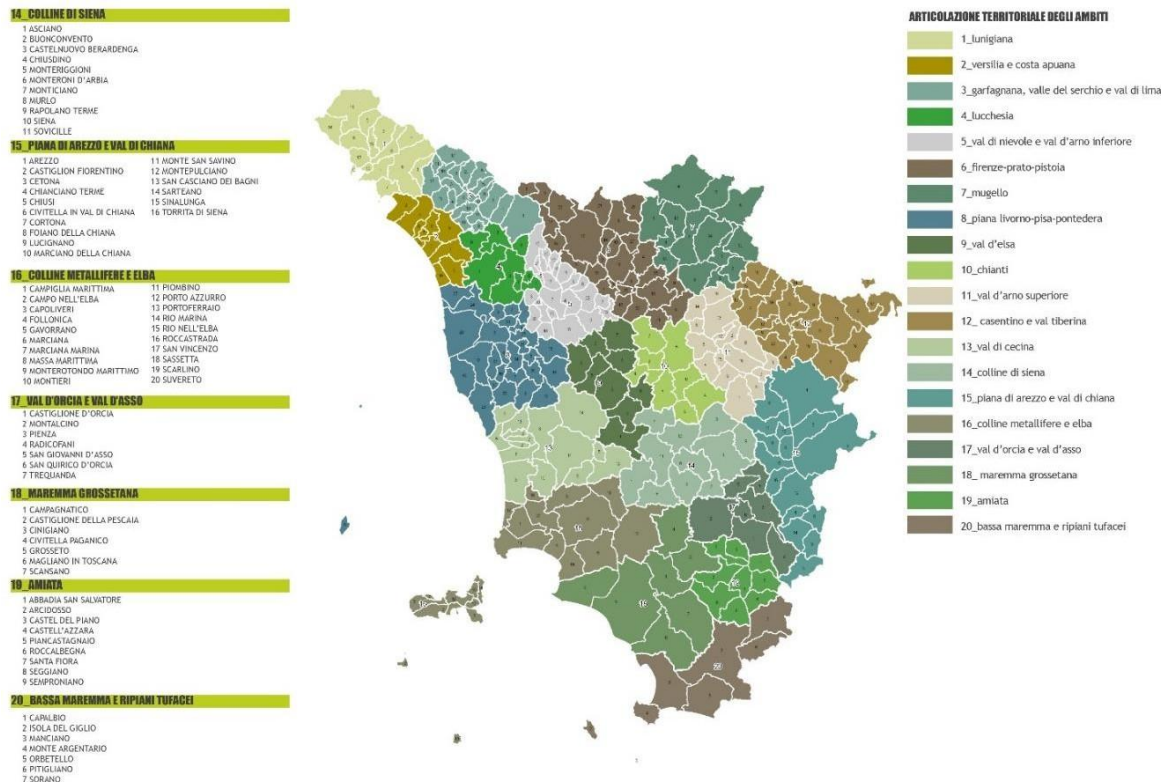 14_COLLINE DI SIENA
1 ASCIANO
2 BUONCONVENTO
3 CASTELNUOVO BERARDENGA
4 CHIUSDINO
5 MONTERIGGIONI
6 MONTERONI D'ARBIA
7 MONTICIANO
8 MURLO
9 RAPOLANO TERME
10 SIENA
11 SOVICILLE
15_PIANA DI AREZZO E VAL DI CHIANA
1 AREZZO
2 CASTIGLION FIORENTINO
3 CETONA
4 CHIANCIANO TERME
5 CHIUSI
6 CIVITELLA IN VAL DI CHIANA
7 CORTONA
8 FOIANO DELLA CHIANA
9 LUCIGNANO
10 MARCIANO DELLA CHIANA
11 MONTE SAN SAVINO
12 MONTEPULCIANO
13 SAN CASCIANO DEI BAGNI
14 SARTEANO
15 SINALUNGA
16 TORRITA DI SIENA
16_COLLINE METALLIFERE E ELBA
1 CAMPIGLIA MARITTIMA
2 CAMPO NELL'ELBA
3 CAPOLIVERI
4 FOLLONICA
5 GAVORRANO
6 MARCIANA
7 MARCIANA MARINA
8 MASSA MARITTIMA
9 MONTEROTONDO MARITTIMO
10 MONTIERI
11 PIOMBINO
12 PORTO AZZURRO
13 PORTOFERRAIO
14 RIO MARINA
15 RIO NELL'ELBA
16 ROCCASTRADA
17 SAN VINCENZO
18 SASSETTA
19 SCARLINO
20 SUVERETO
17_VAL D'ORCIA E VAL D'ASSO
1 CASTIGLIONE D'ORCIA
2 MONTALCINO
3 PIENZA
4 RADICOFANI
5 SAN GIOVANNI D'ASSO
6 SAN QUIRICO D'ORCIA
7 TREQUANDA
18_MAREMMA GROSSETANA
1 CAMPAGNATICO
2 CASTIGLIONE DELLA PESCAIA
3 CINIGIANO
4 CIVITELLA PAGANICO
5 GROSSETO
6 MAGLIANO IN TOSCANA
7 SCANSANO
19_AMIATA
1 ABBADIA SAN SALVATORE
2 ARCIDOSSO
3 CASTEL DEL PIANO
4 CASTELL'AZZARA
5 PIANCASTAGNAIO
6 ROCCALBEGNA
7 SANTA FIORA
8 SEGGIANO
9 SEMPRONIANO
20_BASSA MAREMMA E RIPIANI TUFACEI
1 CAPALBIO
2 ISOLA DEL GIGLIO
3 MANCIANO
4 MONTE ARGENTARIO
5 ORBETELLO
6 PITIGLIANO
7 SORANO
ARTICOLAZIONE TERRITORIALE DEGLI AMBITI
1_lunigiana
2_versilia e costa apuana
3_garfagnana, valle del serchio e val di lima
4_lucchesia
5_val di nievole e val d'arno inferiore
6_firenze-prato-pistoia
7_mugello
8_piana livorno-pisa-pontedera
9_val d'elsa
10_chianti
11_val d'arno superiore
12_ casentino e val tiberina
13_val di cecina
14_colline di siena
15_piana di arezzo e val di chiana
16_colline metallifere e elba
17_val d'orcia e val d'asso
18_ maremma grossetana
19_amiata
20_bassa maremma e ripiani tufacei
14